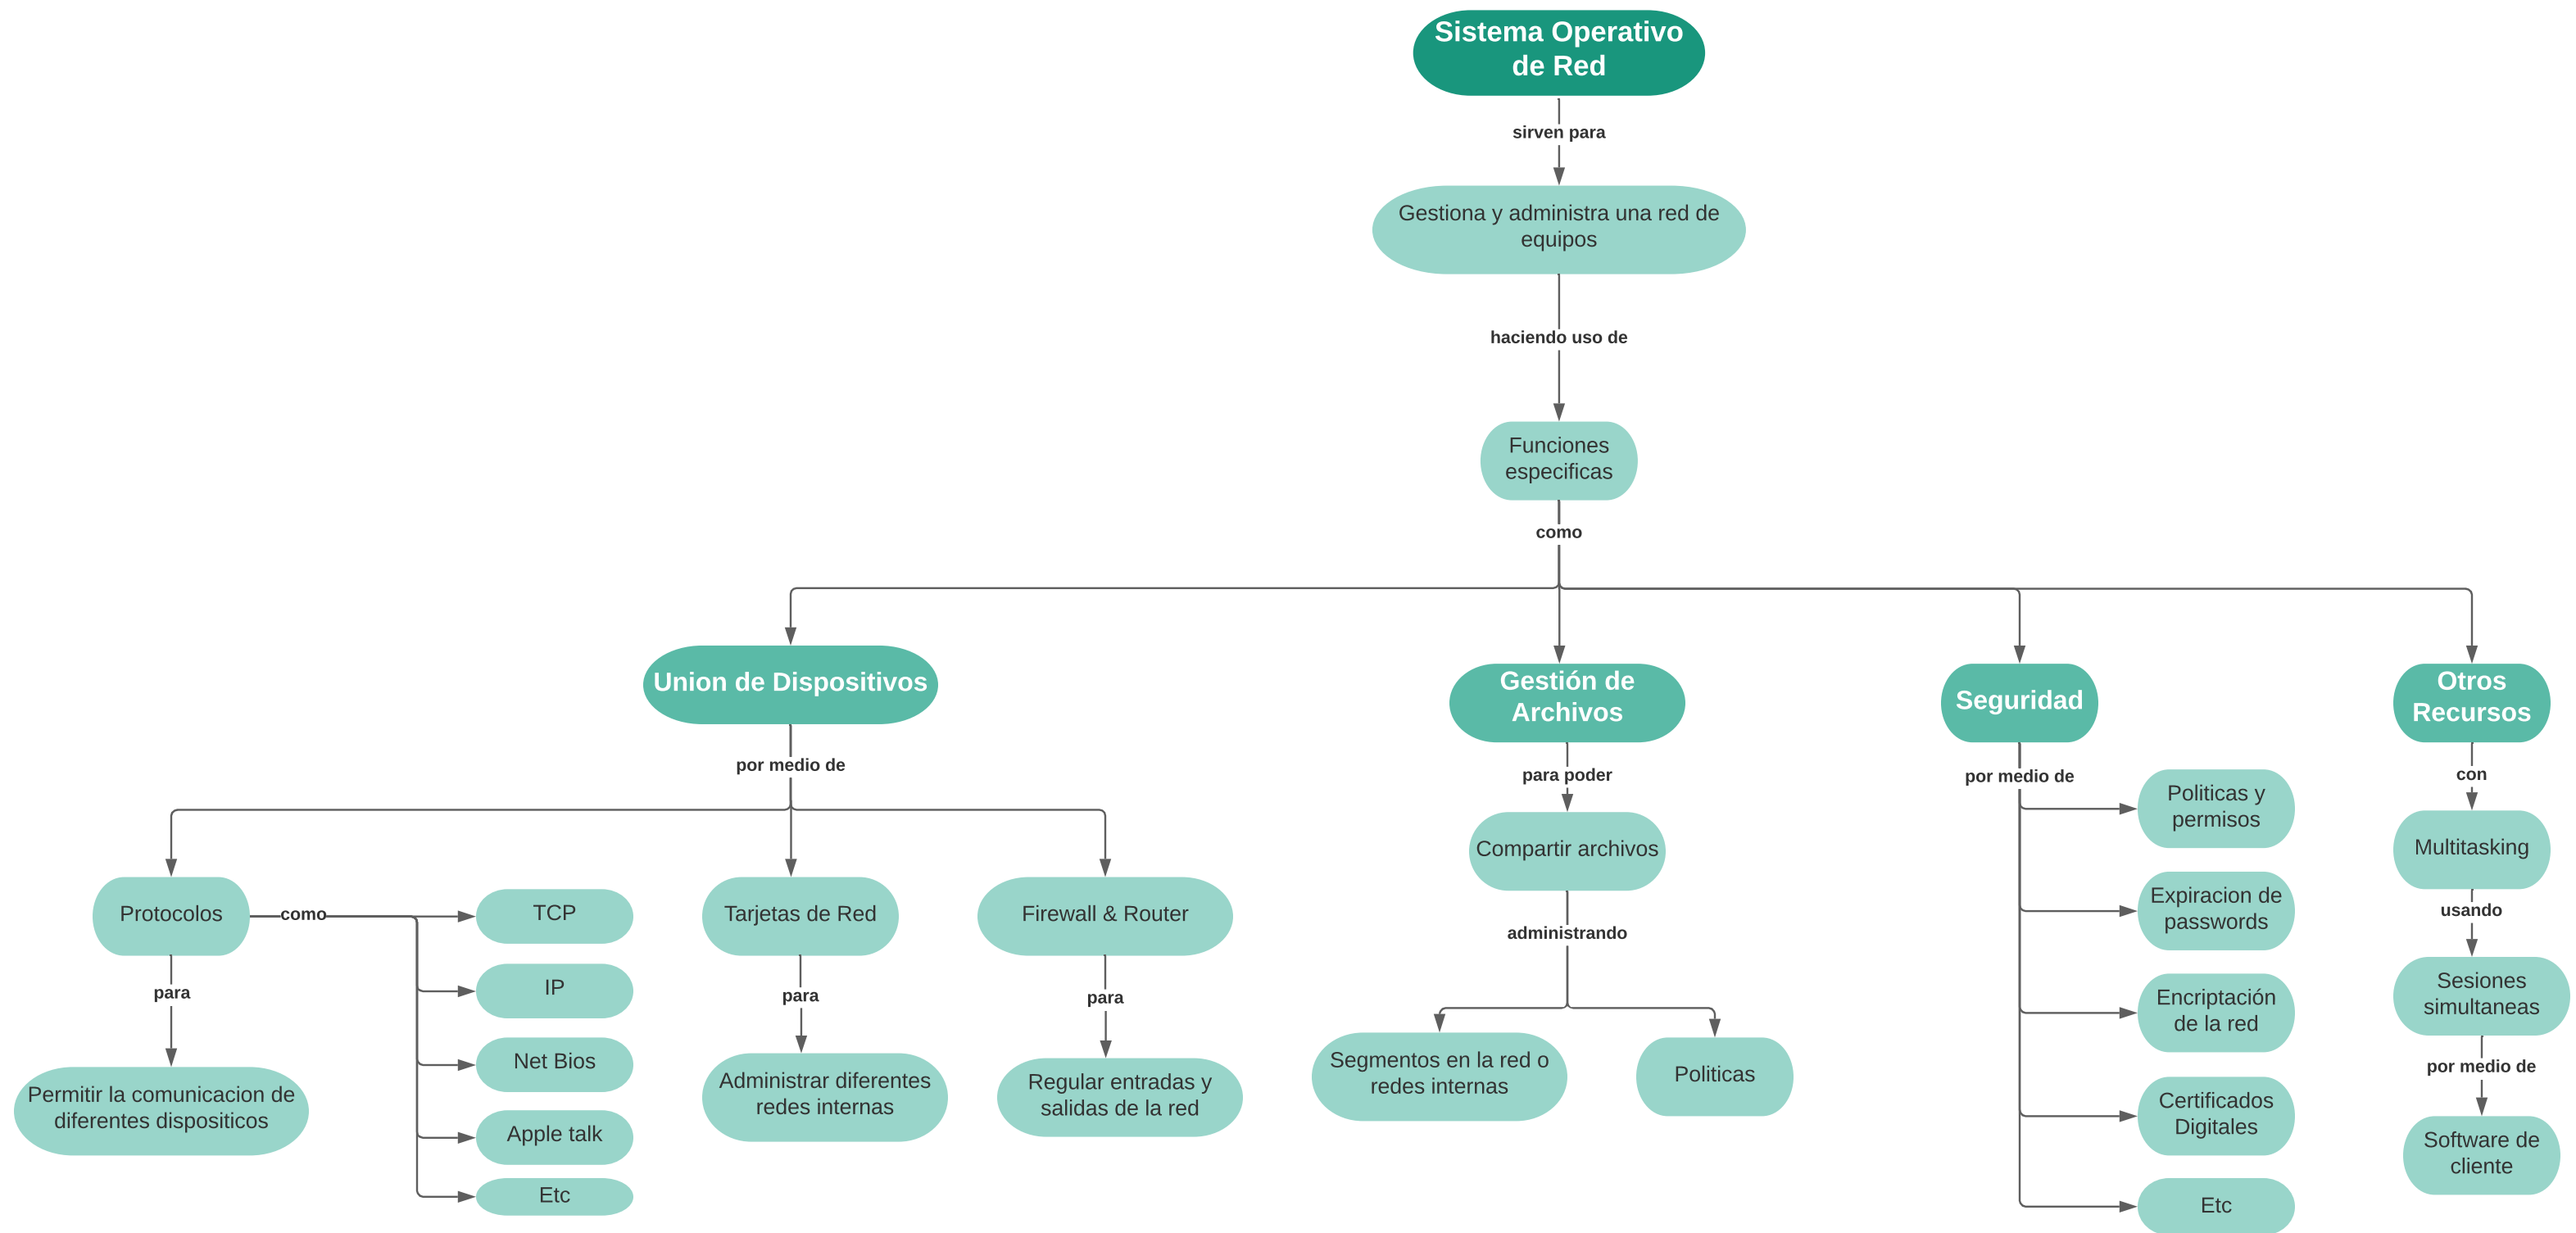 Sistema Operativo
de Red
sirven para
Gestiona y administra una red de
equipos
haciendo uso de
Funciones
especificas
como
Union de Dispositivos
por medio de
Protocolos
como
TCP
IP
Net Bios
Apple talk
Etc
para
Permitir la comunicacion de
diferentes dispositicos
Tarjetas de Red
para
Administrar diferentes
redes internas
Firewall & Router
para
Regular entradas y
salidas de la red
Gestión de
Archivos
para poder
Compartir archivos
administrando
Segmentos en la red o
redes internas
Politicas
Seguridad
por medio de
Politicas y
permisos
Expiracion de
passwords
Encriptación
de la red
Certificados
Digitales
Etc
Otros
Recursos
con
Multitasking
usando
Sesiones
simultaneas
por medio de
Software de
cliente